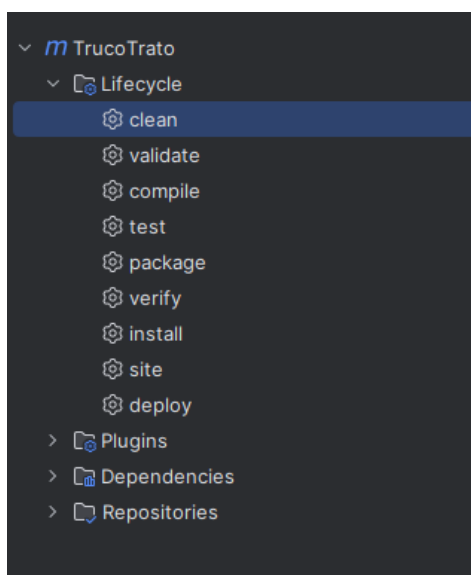 m TrucoTrato
Lifecycle
clean
validate
compile
test
package
verify
install
site
deploy
Plugins
Dependencies
Repositories